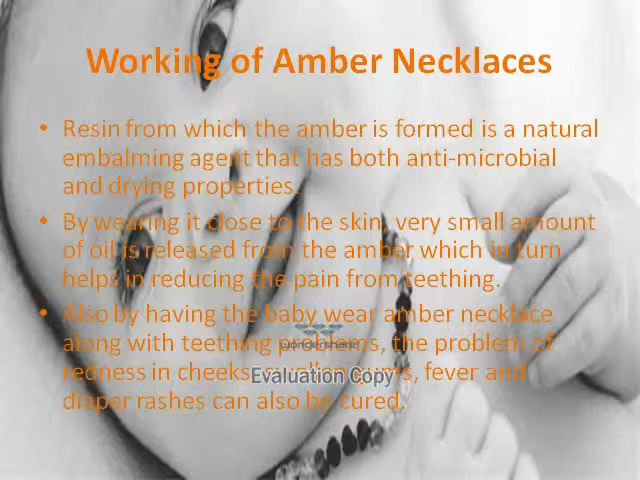 Working of Amber Necklaces
• Resin from which the amber is formed is a natural
embalming agent that has both anti-microbial
and drying properties.
• By wearing it close to the skin, very small amount
of oil is released from the amber which in turn
helps in reducing the pain from teething.
• Also by having the baby wear amber necklace
along with teething problems, the problem of
wondershare
redness in cheeks, swollen gums, fever and
Evaluation Copy
diaper rashes can also be cured.